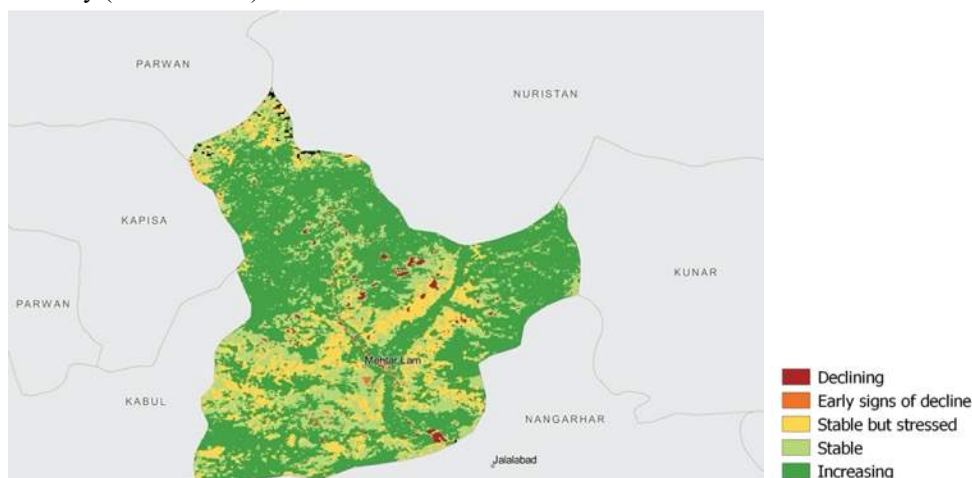 PARWAN
NURISTAN
KAPISA
KUNAR
PARWAN
Mehtar Lam
KABUL
NANGARHAR
Jalalabad
Declining
Early signs of decline
Stable but stressed
Stable
Increasing